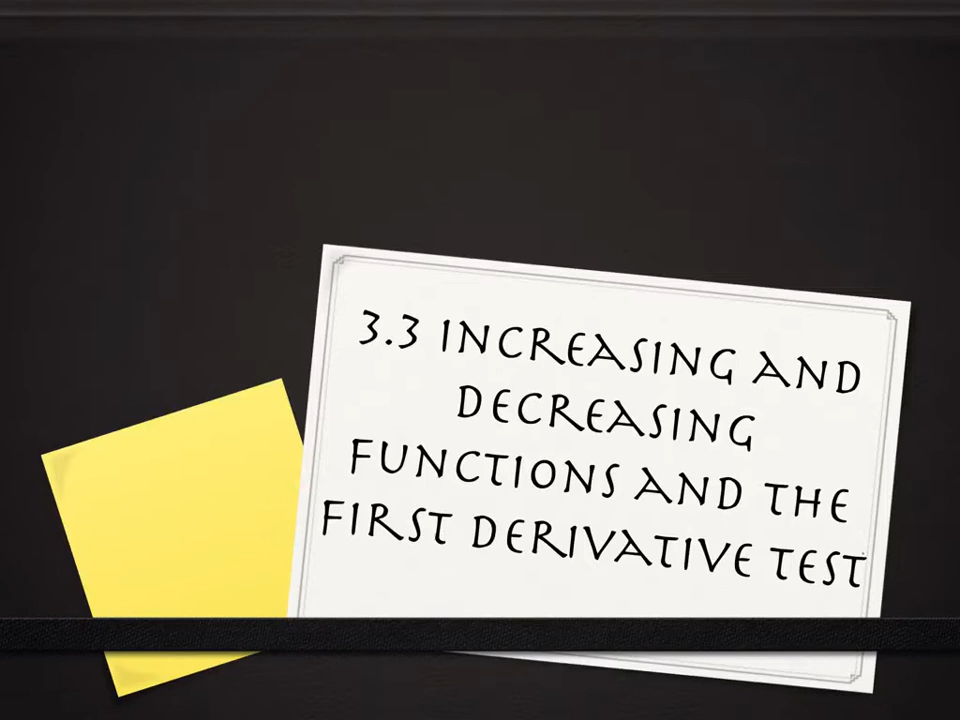 3.3 INCREASING AND
DECREASING
FUNCTIONS AND THE
FIRST DERIVATIVE TEST